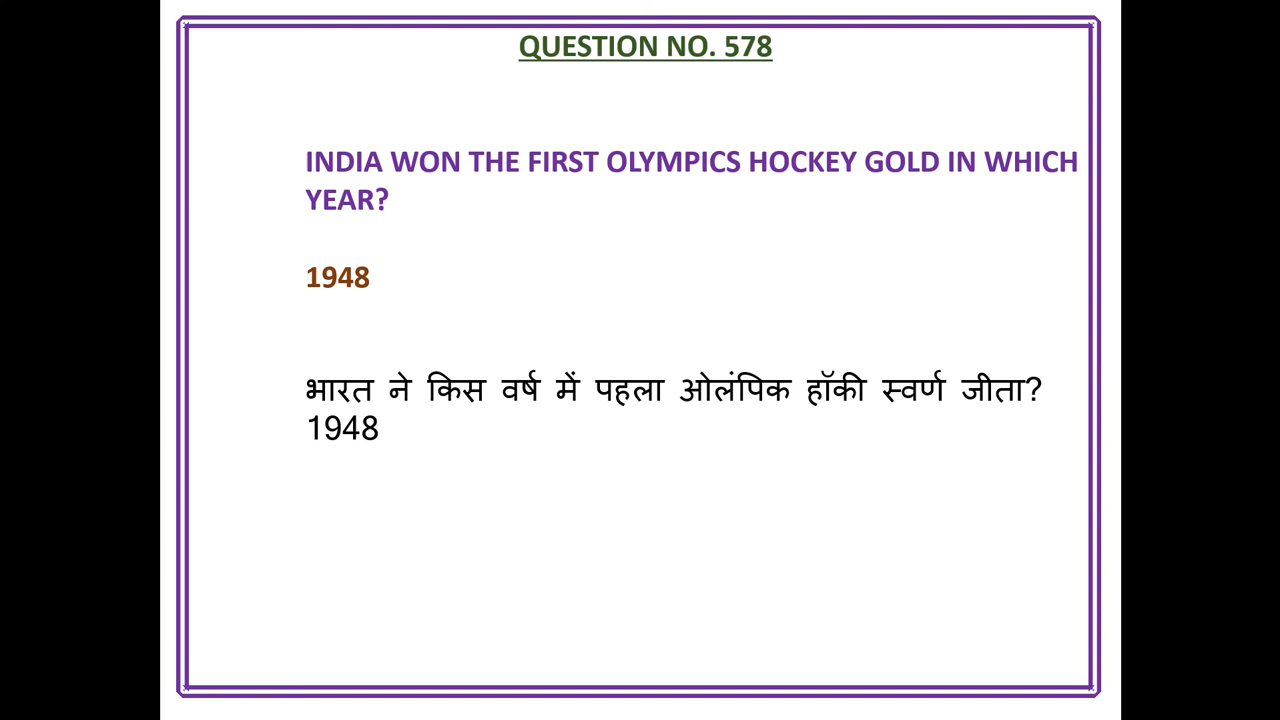 QUESTION NO. 578
INDIA WON THE FIRST OLYMPICS HOCKEY GOLD IN WHICH
YEAR?
1948
भारत ने किस वर्ष में पहला ओलंपिक हॉकी स्वर्ण जीता?
1948